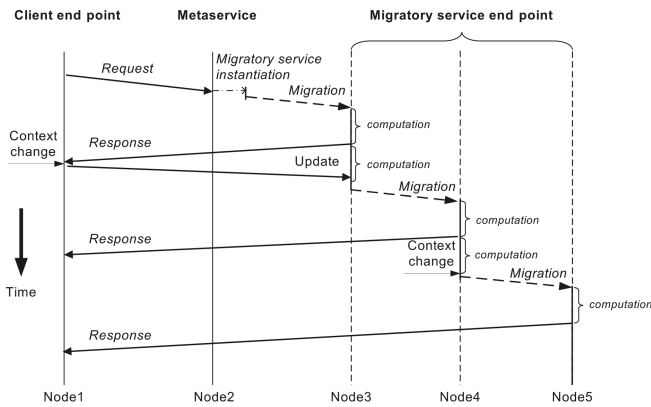 Client end point
Metaservice
Migratory service end point
Request
Migratory service
instantiation
Migration
computation
Response
Context
change
Update
computation
Migration
computation
Response
Context
change
computation
Migration
Time
computation
Response
Node1
Node2
Node3
Node4
Node5